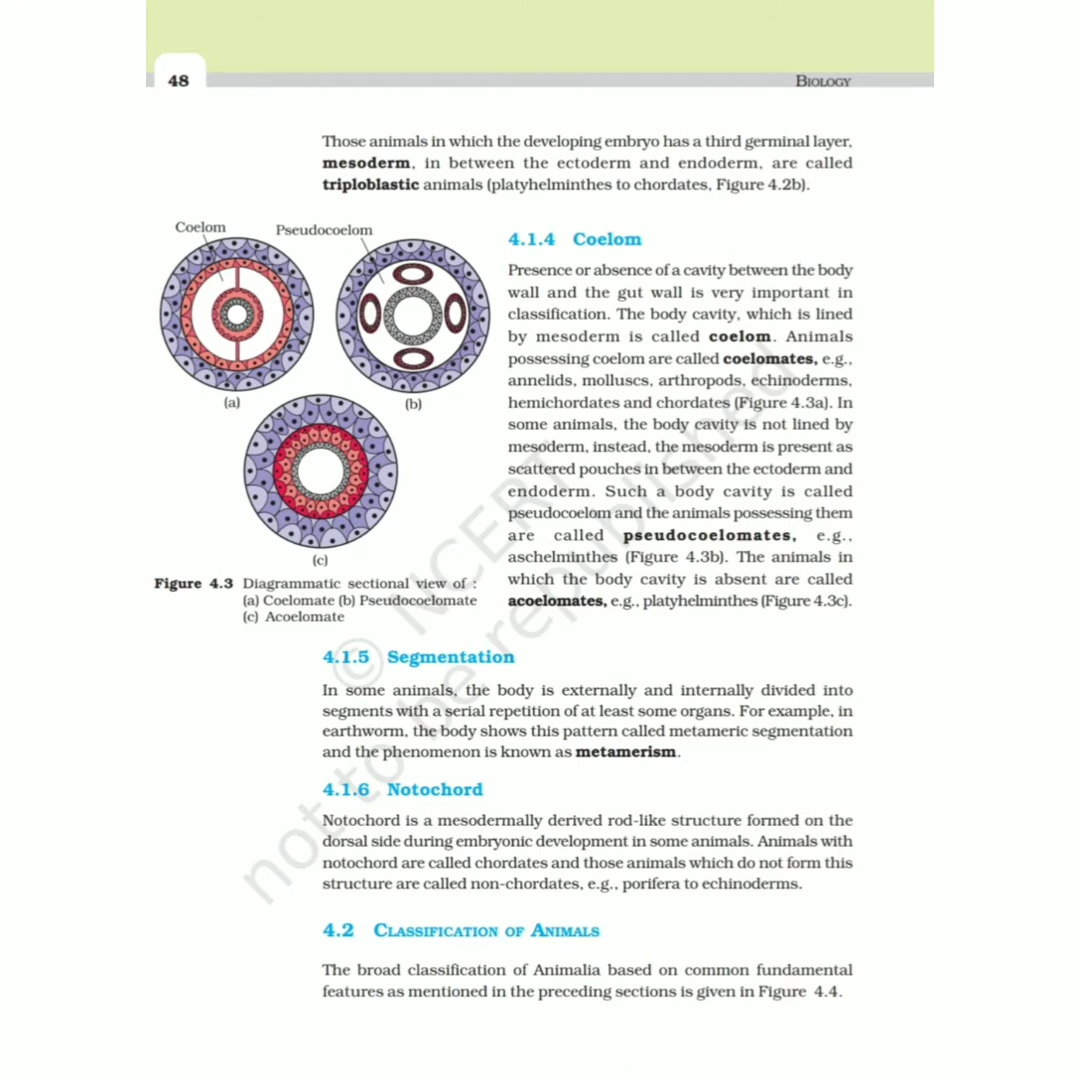 48
BIOLOGY
Those animals in which the developing embryo has a third germinal layer,
mesoderm, in between the ectoderm and endoderm, are called
triploblastic animals (platyhelminthes to chordates, Figure 4.2b).
Coelom
Pseudocoelom
(a)
(b)
(c)
Figure 4.3 Diagrammatic sectional view of :
(a) Coelomate (b) Pseudocoelomate
(c) Acoelomate
4.1.4 Coelom
Presence or absence of a cavity between the body
wall and the gut wall is very important in
classification. The body cavity, which is lined
by mesoderm is called coelom. Animals
possessing coelom are called coelomates, e.g.,
annelids, molluscs, arthropods, echinoderms,
hemichordates and chordates (Figure 4.3a). In
some animals, the body cavity is not lined by
mesoderm, instead, the mesoderm is present as
scattered pouches in between the ectoderm and
endoderm. Such a body cavity is called
pseudocoelom and the animals possessing them
are called pseudocoelomates, e.g.,
aschelminthes (Figure 4.3b). The animals in
which the body cavity is absent are called
acoelomates, e.g., platyhelminthes (Figure 4.3c).
4.1.5 Segmentation
In some animals, the body is externally and internally divided into
segments with a serial repetition of at least some organs. For example, in
earthworm, the body shows this pattern called metameric segmentation
and the phenomenon is known as metamerism.
4.1.6 Notochord
Notochord is a mesodermally derived rod-like structure formed on the
dorsal side during embryonic development in some animals. Animals with
notochord are called chordates and those animals which do not form this
structure are called non-chordates, e.g., porifera to echinoderms.
4.2 CLASSIFICATION OF ANIMALS
The broad classification of Animalia based on common fundamental
features as mentioned in the preceding sections is given in Figure 4.4.
© NCERT
not to be republished